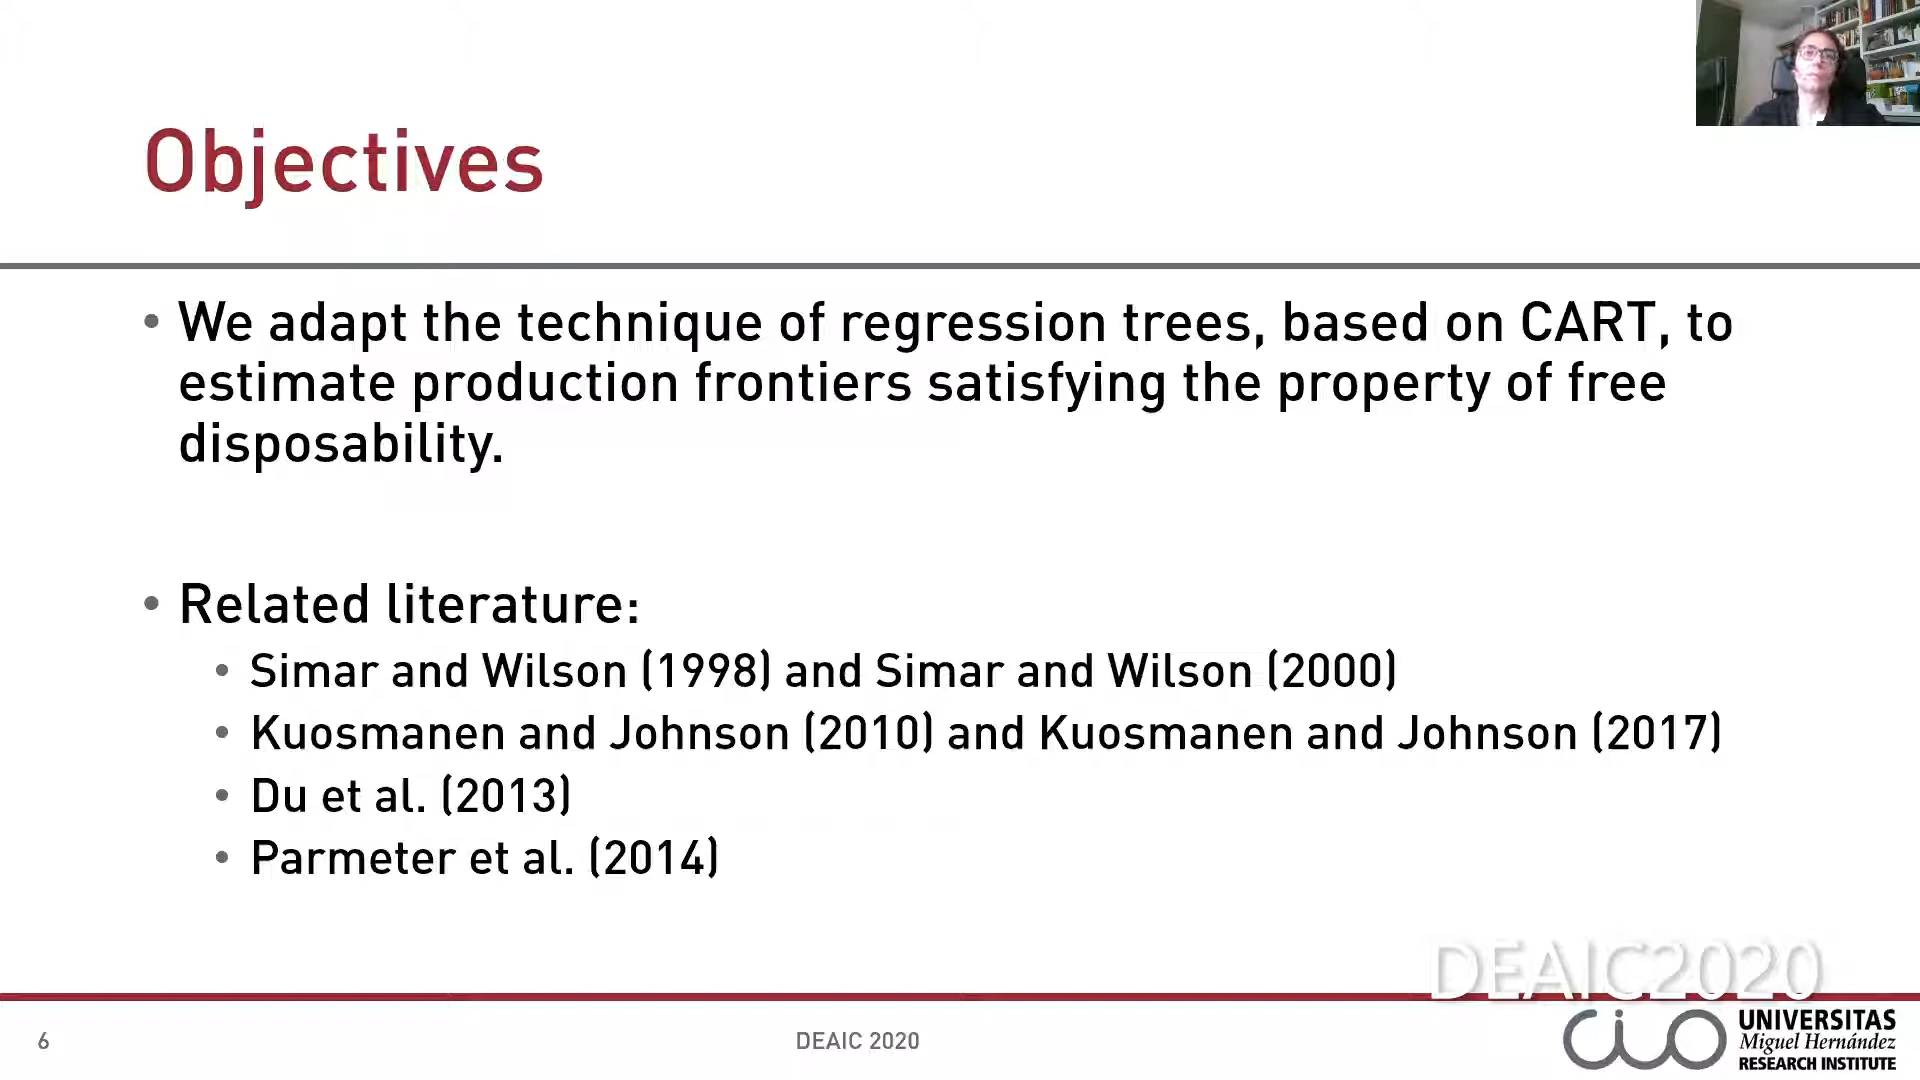 Objectives
• We adapt the technique of regression trees, based on CART, to
estimate production frontiers satisfying the property of free
disposability.
• Related literature:
• Simar and Wilson (1998) and Simar and Wilson (2000)
• Kuosmanen and Johnson (2010) and Kuosmanen and Johnson (2017)
• Du et al. (2013)
• Parmeter et al. (2014)
DEAIC2020
6
DEAIC 2020
CIO
UNIVERSITAS
Miguel Hernández
RESEARCH INSTITUTE